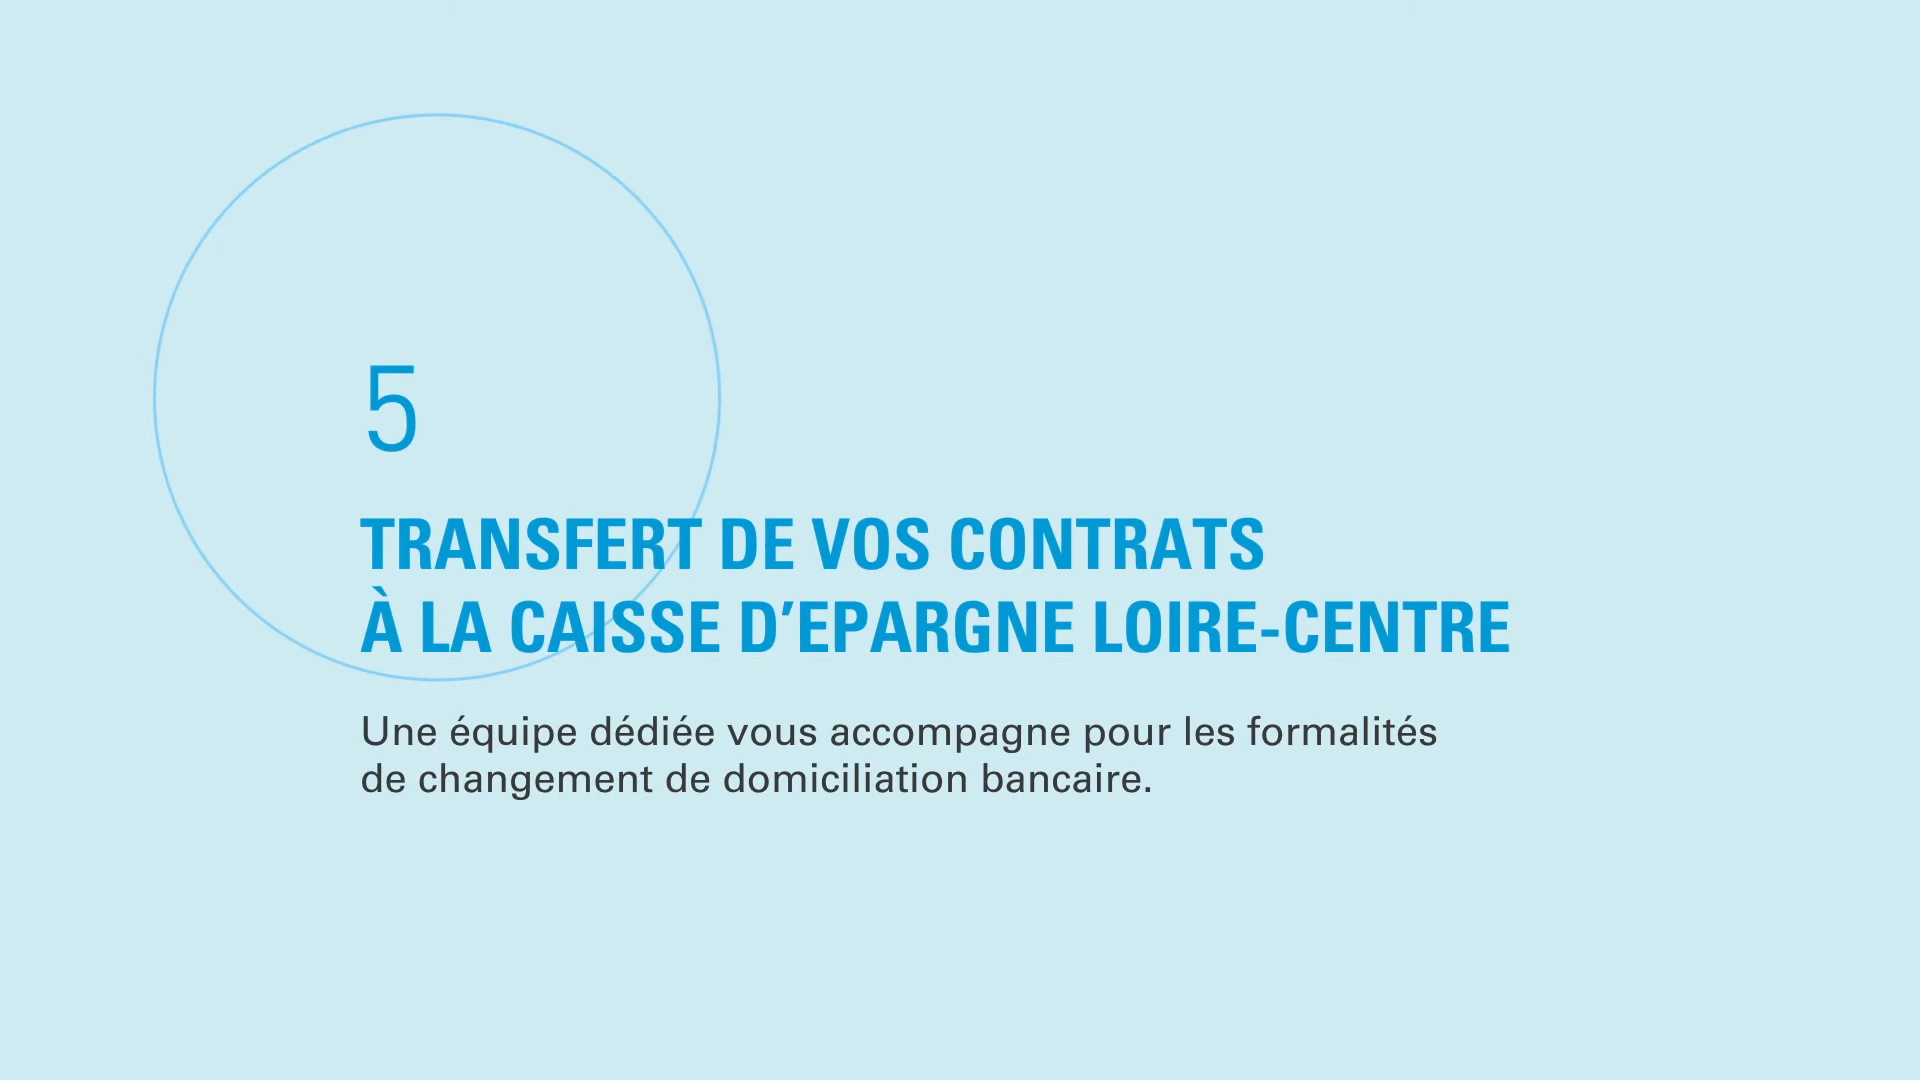 5
TRANSFERT DE VOS CONTRATS
À LA CAISSE D’EPARGNE LOIRE-CENTRE
Une équipe dédiée vous accompagne pour les formalités
de changement de domiciliation bancaire.